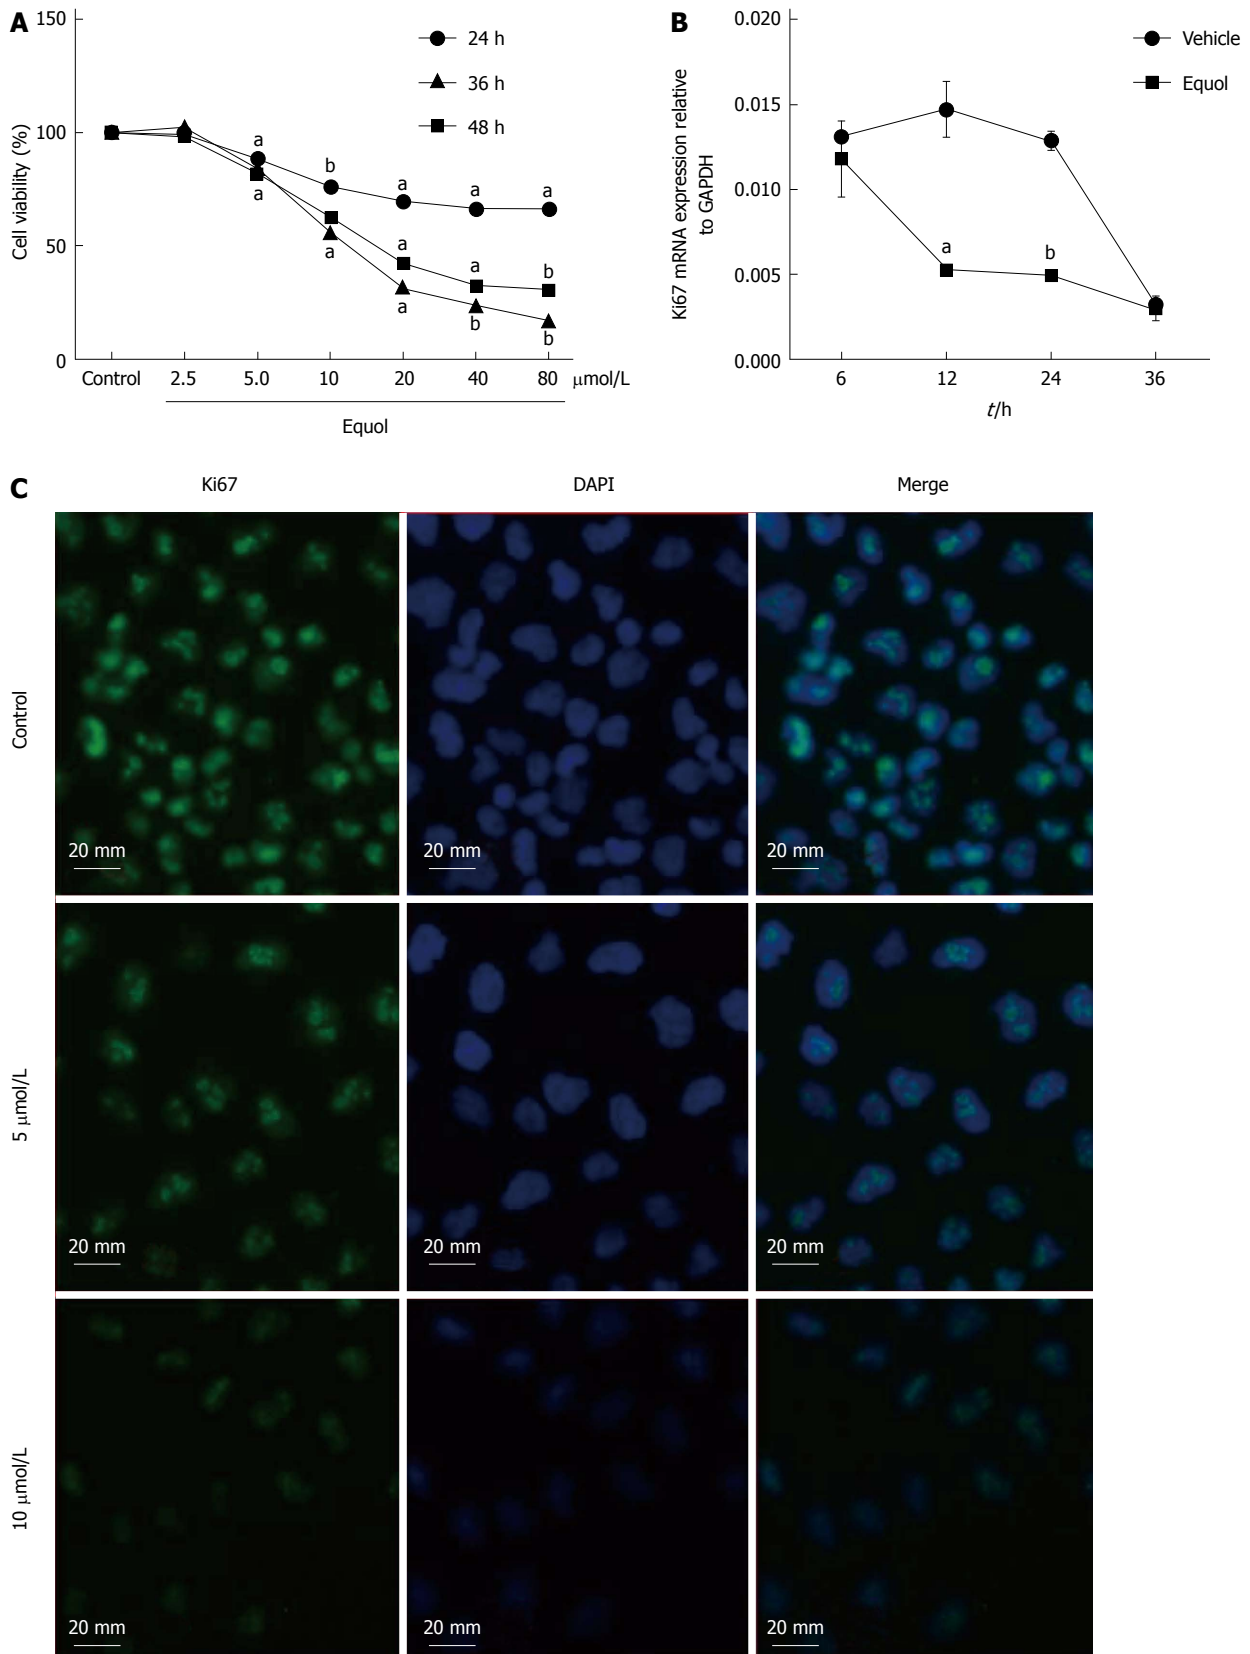 A
150
100
50
0
Cell viability (%)
24 h
36 h
48 h
a
b
a
a
a
a
a
a
a
a
b
a
b
b
Control 2.5 5.0 10 20 40 80 μmol/L
Equol
B
0.020
0.015
0.010
0.005
0.000
Ki67 mRNA expression relative
to GAPDH
Vehicle
Equol
a
b
6 12 24 36
t/h
C
Ki67 DAPI Merge
Control
20 mm 20 mm 20 mm
5 μmol/L
20 mm 20 mm 20 mm
10 μmol/L
20 mm 20 mm 20 mm